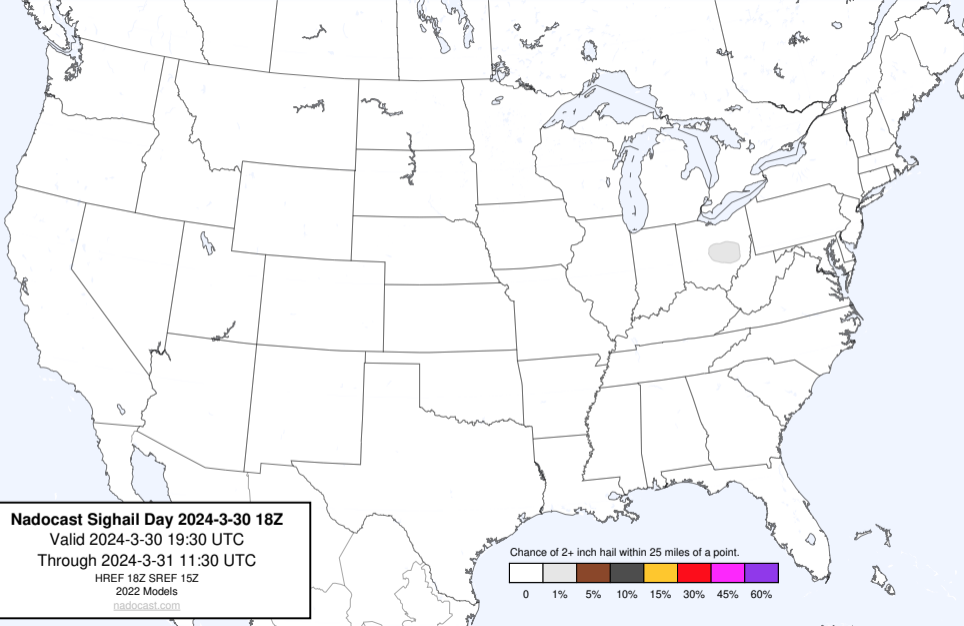 Nadocast Sighail Day 2024-3-30 18Z
Valid 2024-3-30 19:30 UTC
Through 2024-3-31 11:30 UTC
HREF 18Z SREF 15Z
2022 Models
nadocast.com
Chance of 2+ inch hail within 25 miles of a point.
0 1% 5% 10% 15% 30% 45% 60%